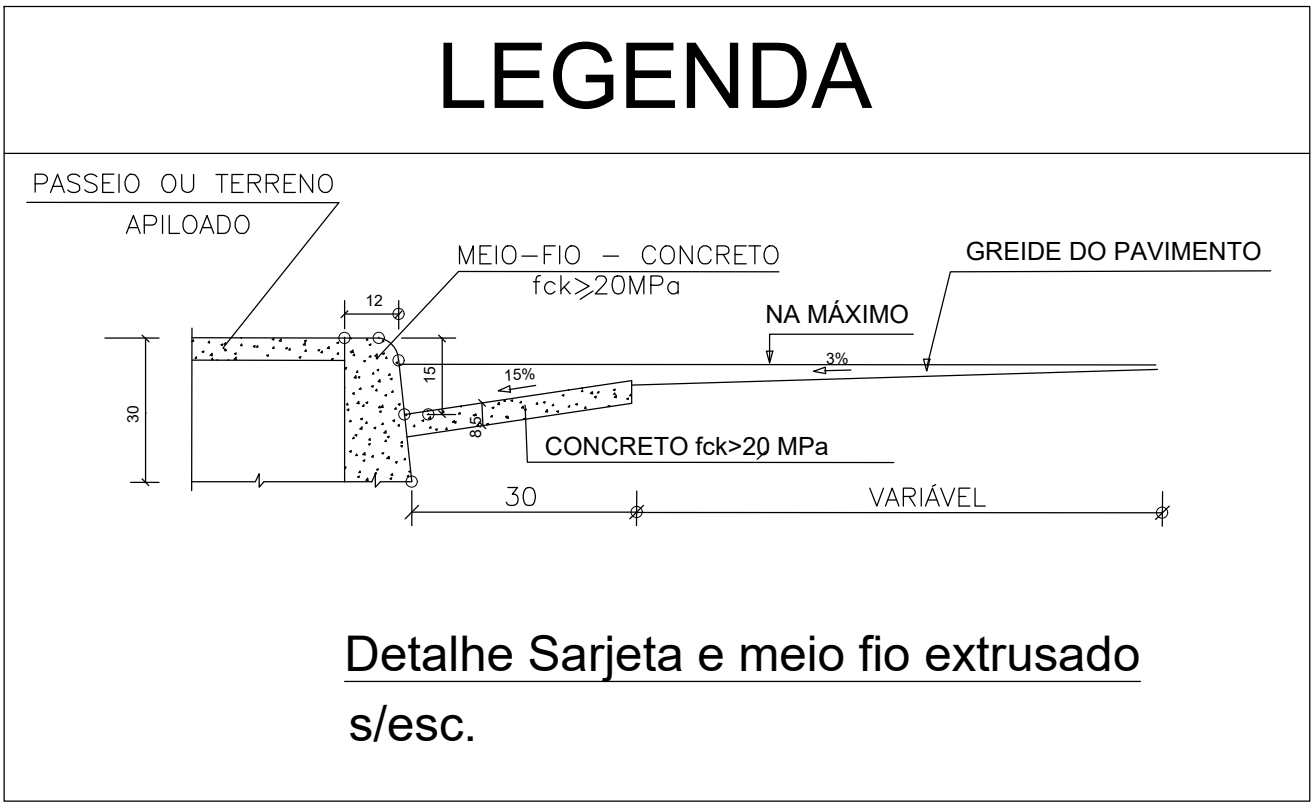 LEGENDA
PASSEIO OU TERRENO
APILOADO
MEIO-FIO - CONCRETO
fck⩾20MPa
GREIDE DO PAVIMENTO
NA MÁXIMO
12
3%
15
15%
30
8.5
CONCRETO fck>20 MPa
30
VARIÁVEL
Detalhe Sarjeta e meio fio extrusado
s/esc.